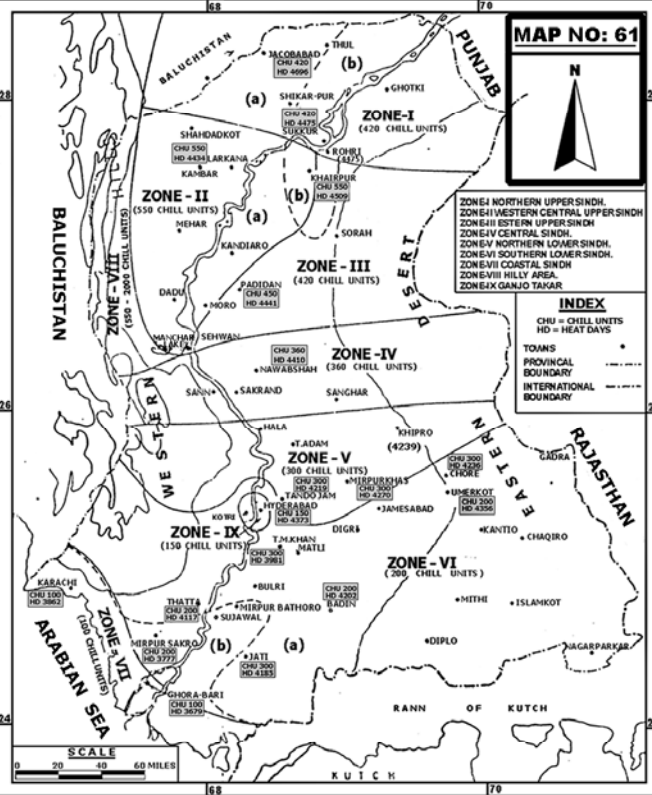 68
70
MAP NO: 61
N
PUNJAB
BALUCHISTAN
THUL
JACOBABAD
CHU 420
HD 4696
(b)
GHOTKI
(a)
SHIKAR-PUR
28
CHU 420
HD 4475
ZONE-I
(420 CHILL UNITS)
SUKKUR
SHAHDADKOT
ROHRI
(4475)
CHU 550
HD 4434
LARKANA
KAMBAR
KHAIRPUR
CHU 550
HD 4509
(b)
ZONE-II
(550 CHILL UNITS)
(a)
ZONE-I NORTHERN UPPER SINDH.
ZONE-II WESTERN CENTRAL UPPER SINDH
ZONE-III ESTERN UPPER SINDH
ZONE-IV CENTRAL SINDH.
ZONE-V NORTHERN LOWER SINDH.
ZONE-VI SOUTHERN LOWER SINDH.
ZONE-VII COASTAL SINDH
ZONE-VIII HILLY AREA.
ZONE-IX GANJO TAKAR
MEHAR
SORAH
KANDIARO
BALUCHISTAN
ZONE-VIII
(550 - 2000 CHILL UNITS)
ZONE-III
(420 CHILL UNITS)
DESERT
DADU
MORO
PADIDAN
CHU 450
HD 4441
INDEX
CHU = CHILL UNITS
HD = HEAT DAYS
TOWNS
PROVINCAL
BOUNDARY
INTERNATIONAL
BOUNDARY
MANCHAR
LAKE
SEHWAN
CHU 360
HD 4410
NAWABSHAH
ZONE-IV
(360 CHILL UNITS)
SANN
SAKRAND
SANGHAR
26
WESTERN
HALA
KHIPRO
(4239)
EASTERN
RAJASTHAN
T.ADAM
GADRA
ZONE-V
(300 CHILL UNITS)
CHU 300
HD 4236
CHORE
CHU 300
HD 4219
MIRPURKHAS
CHU 300
HD 4270
TANDO JAM
UMERKOT
CHU 200
HD 4356
KOTRI
HYDERABAD
CHU 150
HD 4373
JAMESABAD
ZONE-IX
(150 CHILL UNITS)
DIGRI
KANTIO
CHAQIRO
T.M.KHAN
CHU 300
HD 3981
MATLI
ZONE-VI
(200 CHILL UNITS)
KARACHI
CHU 100
HD 3862
BULRI
CHU 200
HD 4202
BADIN
THATTA
CHU 200
HD 4117
MIRPUR BATHORO
SUJAWAL
MITHI
ISLAMKOT
ARABIAN SEA
ZONE-VII
(100 CHILL UNITS)
MIRPUR SAKRO
CHU 200
HD 3777
(b)
(a)
DIPLO
NAGARPARKAR
JATI
CHU 300
HD 4185
GHORA-BARI
CHU 100
HD 3679
RANN OF KUTCH
24
SCALE
0 20 40 60 MILES
KUTCH
68
70